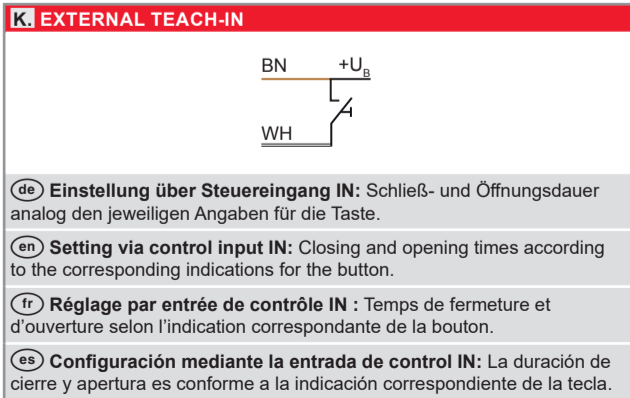 K. EXTERNAL TEACH-IN
BN +U_B
WH
de Einstellung über Steuereingang IN: Schließ- und Öffnungsdauer
analog den jeweiligen Angaben für die Taste.
en Setting via control input IN: Closing and opening times according
to the corresponding indications for the button.
fr Réglage par entrée de contrôle IN : Temps de fermeture et
d’ouverture selon l’indication correspondante de la bouton.
es Configuración mediante la entrada de control IN: La duración de
cierre y apertura es conforme a la indicación correspondiente de la tecla.